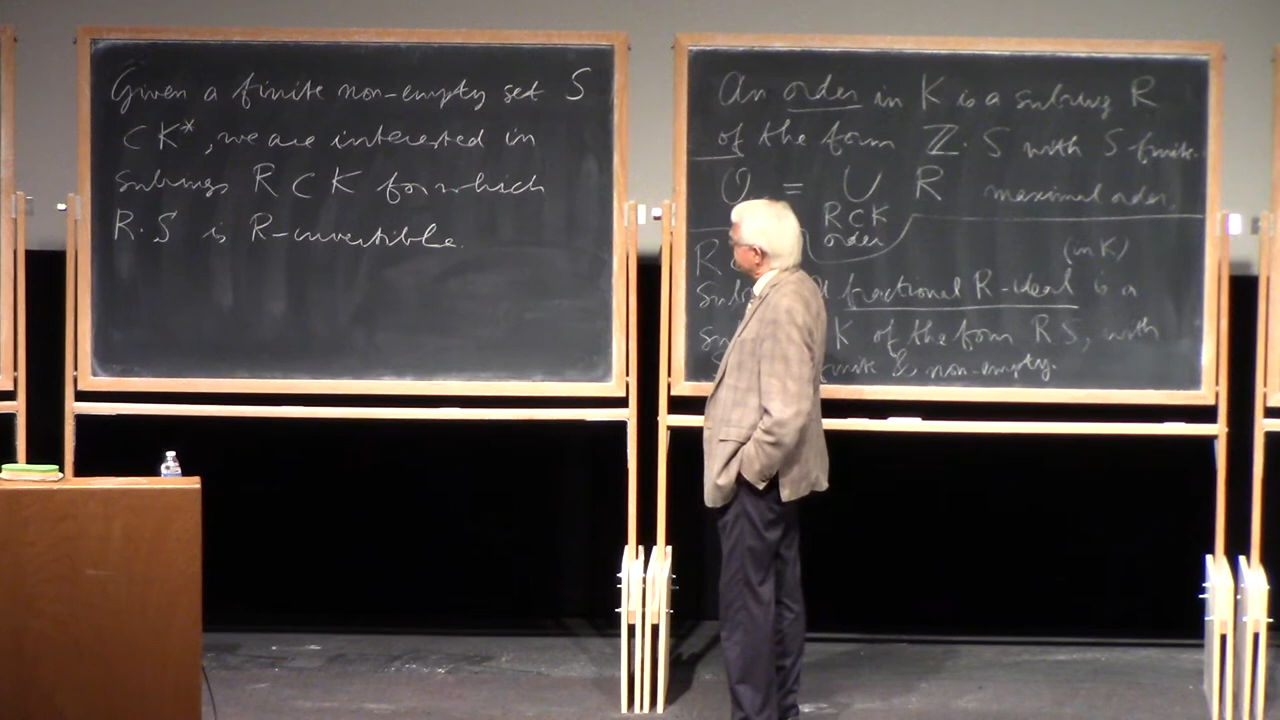 Given a finite non-empty set S
⊂ K*, we are interested in
subrings R ⊂ K for which
R·S is R-invertible.
An order in K is a subring R
of the form ℤ·S with S finite.
O = ∪ R maximal order.
R⊂K
order
(in K)
R
fractional R-ideal is a
K of the form RS, with
& non-empty.